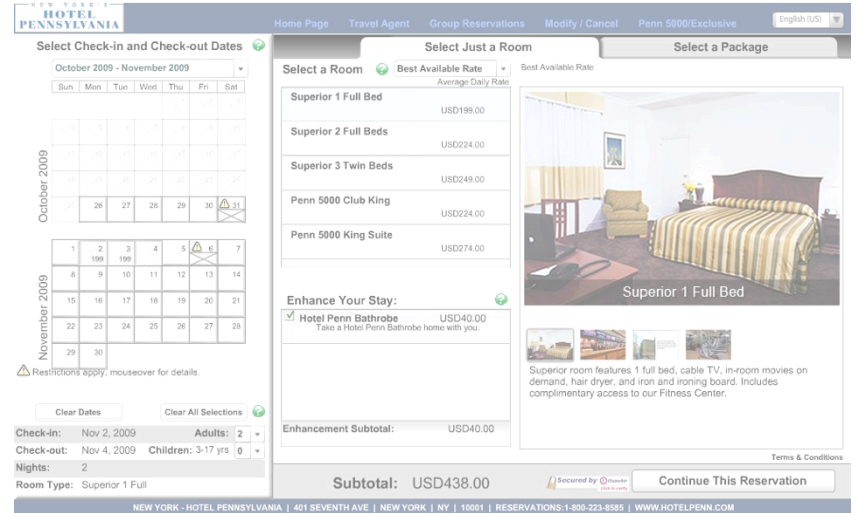 NEW YORK'S
HOTEL
PENNSYLVANIA
Home Page Travel Agent Group Reservations Modify / Cancel Penn 5000/Exclusive English (US)
Select Check-in and Check-out Dates
October 2009 - November 2009
Sun Mon Tue Wed Thu Fri Sat
October 2009
26 27 28 29 30 31
1 2 3 4 5 6 7
199 199
8 9 10 11 12 13 14
November 2009
15 16 17 18 19 20 21
22 23 24 25 26 27 28
29 30
Restrictions apply, mouseover for details.
Clear Dates Clear All Selections
Check-in: Nov 2, 2009 Adults: 2
Check-out: Nov 4, 2009 Children: 3-17 yrs 0
Nights: 2
Room Type: Superior 1 Full
Select Just a Room Select a Package
Select a Room Best Available Rate
Average Daily Rate
Superior 1 Full Bed
USD199.00
Superior 2 Full Beds
USD224.00
Superior 3 Twin Beds
USD249.00
Penn 5000 Club King
USD224.00
Penn 5000 King Suite
USD274.00
Enhance Your Stay:
Hotel Penn Bathrobe USD40.00
Take a Hotel Penn Bathrobe home with you.
Enhancement Subtotal: USD40.00
Best Available Rate
Superior 1 Full Bed
Superior room features 1 full bed, cable TV, in-room movies on
demand, hair dryer, and iron and ironing board. Includes
complimentary access to our Fitness Center.
Terms & Conditions
Subtotal: USD438.00 Secured by Continue This Reservation
NEW YORK - HOTEL PENNSYLVANIA | 401 SEVENTH AVE | NEW YORK | NY | 10001 | RESERVATIONS:1-800-223-8585 | WWW.HOTELPENN.COM